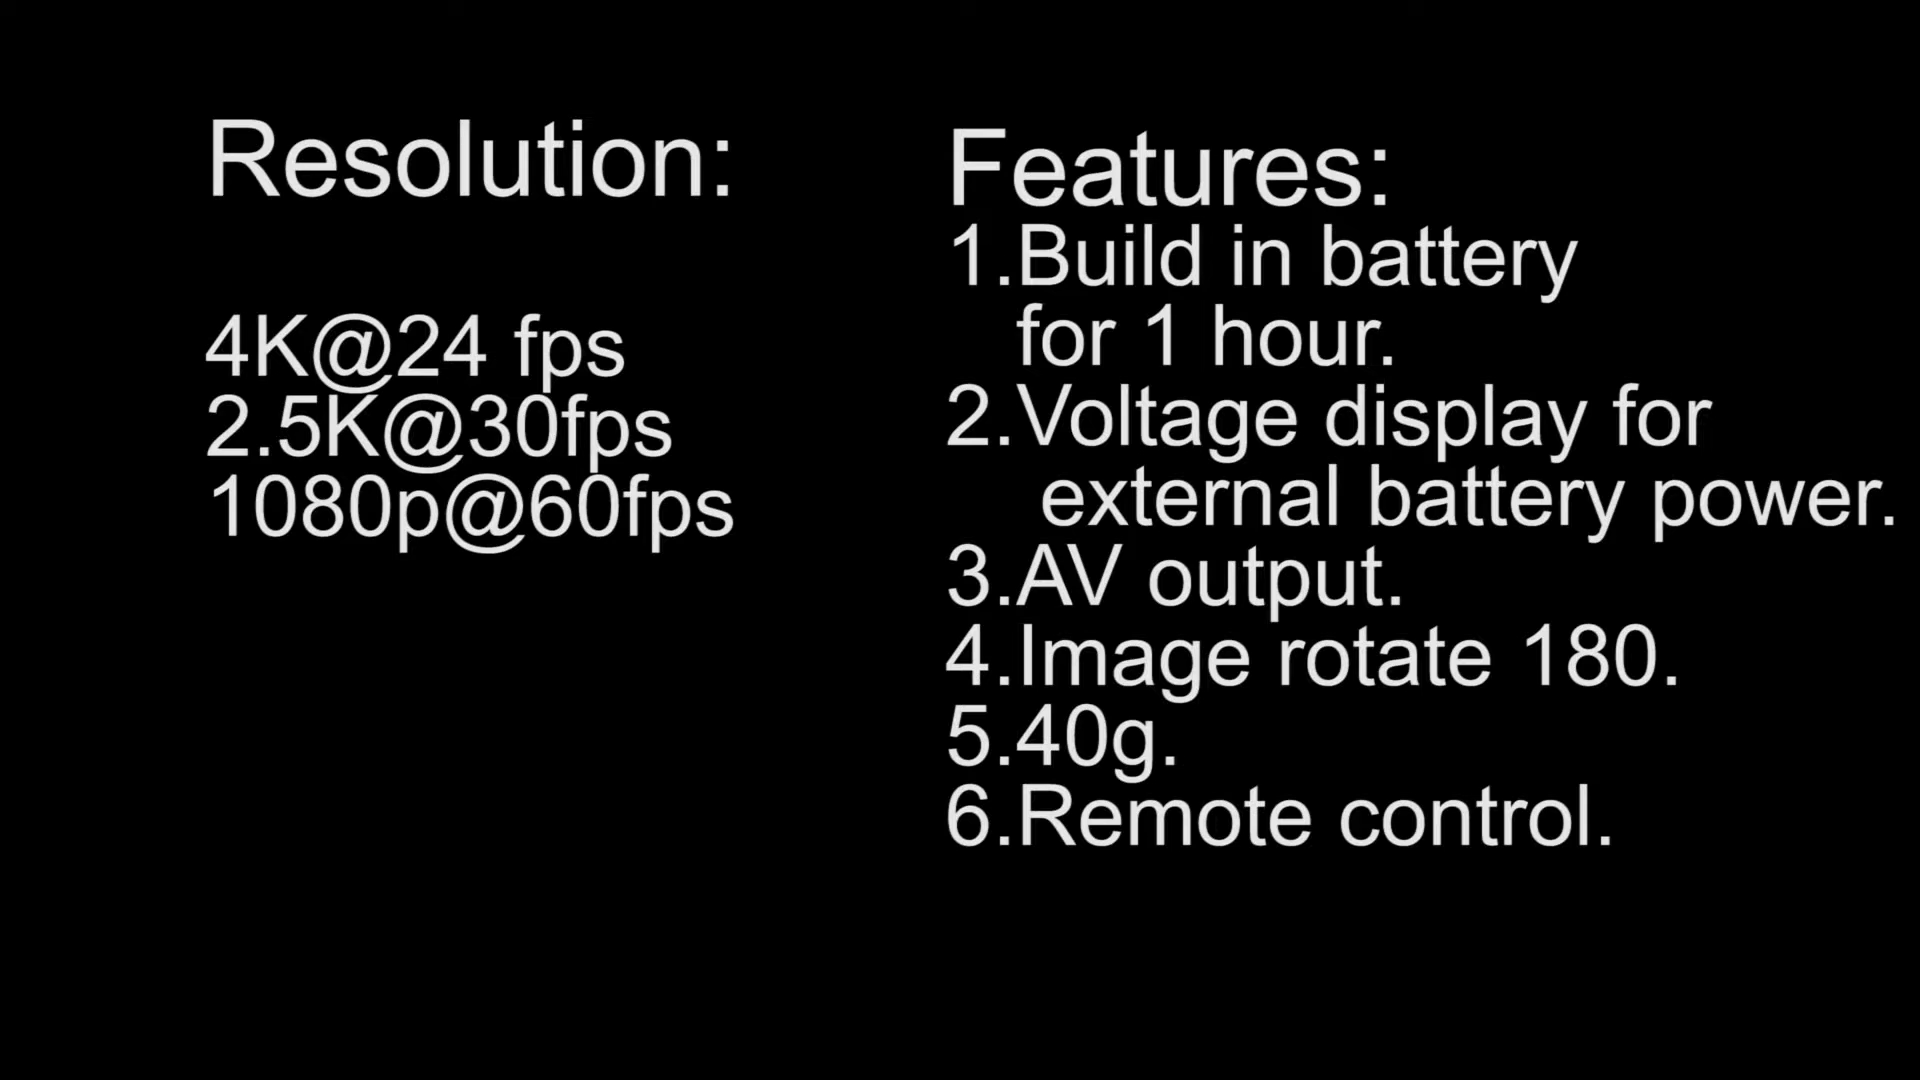 Resolution:
4K@24 fps
2.5K@30fps
1080p@60fps
Features:
1.Build in battery
for 1 hour.
2.Voltage display for
external battery power.
3.AV output.
4.Image rotate 180.
5.40g.
6.Remote control.